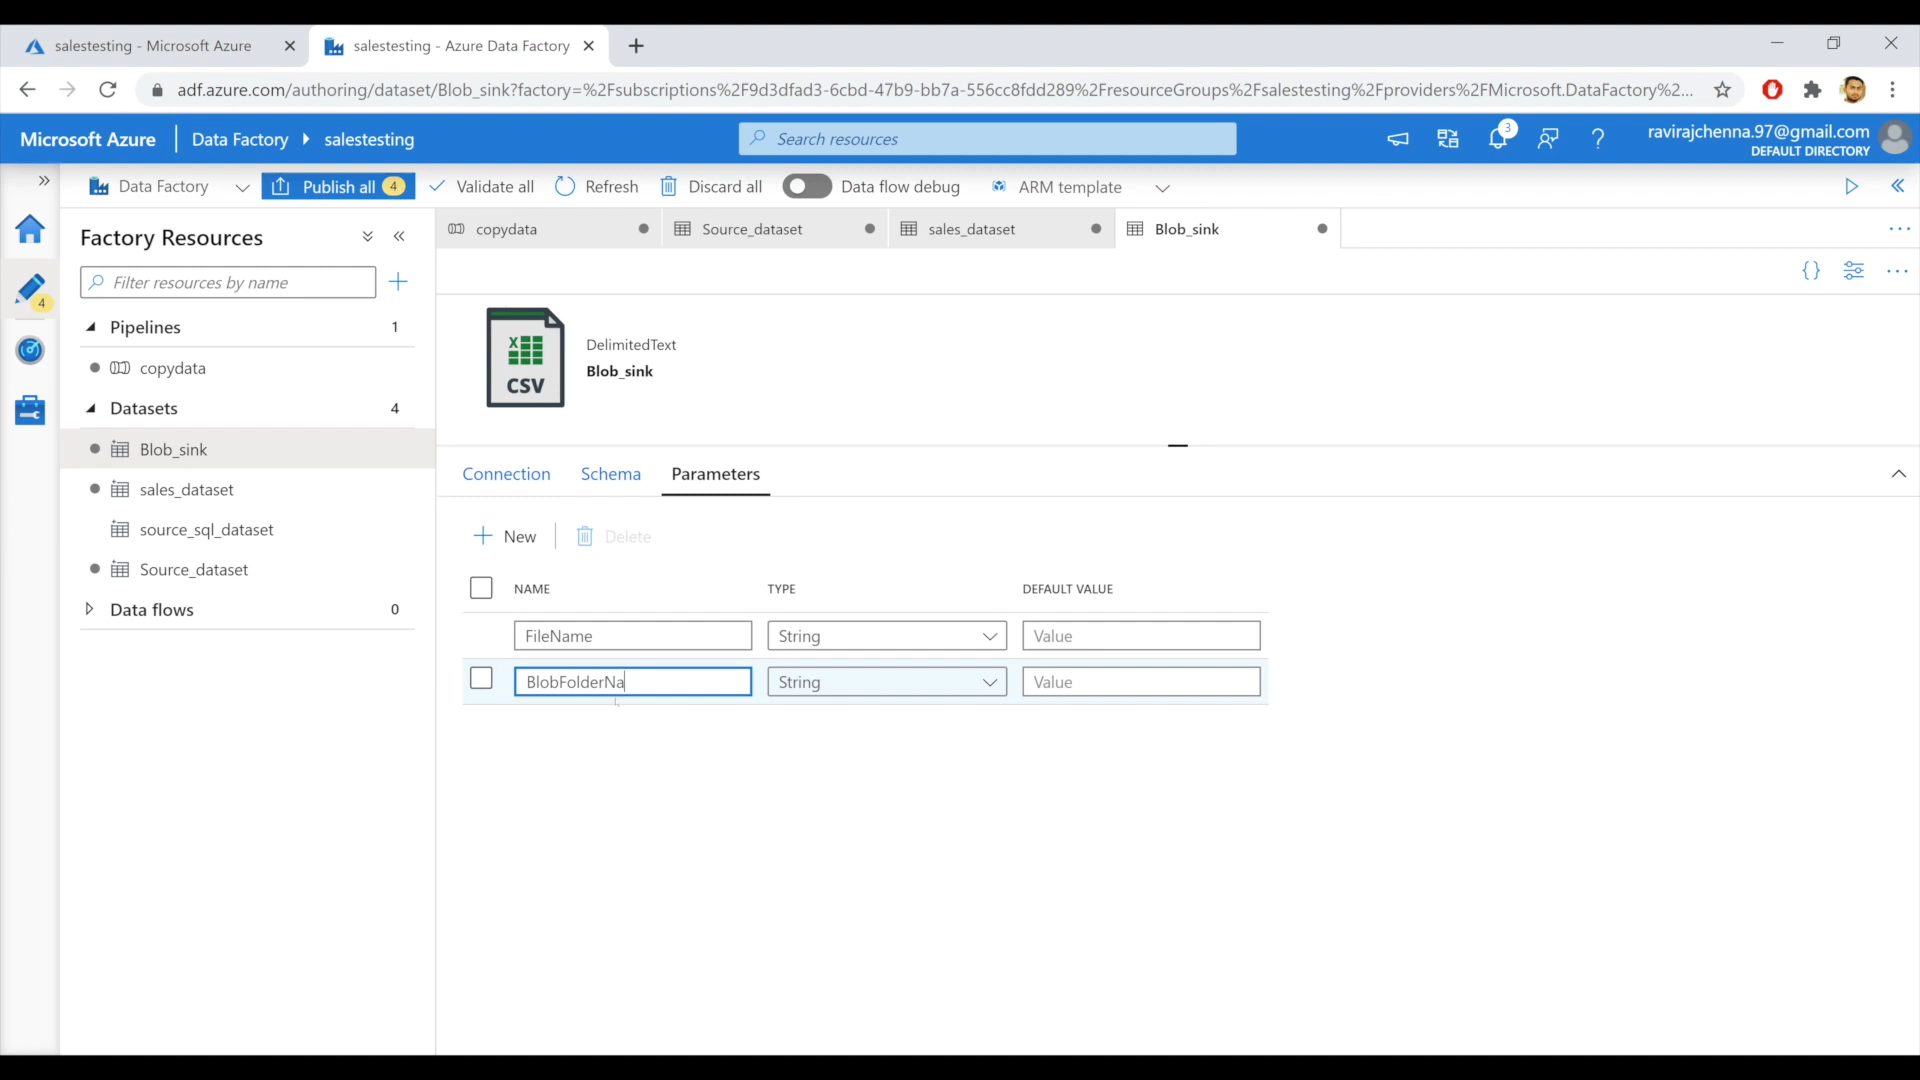 salestesting - Microsoft Azure
salestesting - Azure Data Factory
adf.azure.com/authoring/dataset/Blob_sink?factory=%2Fsubscriptions%2F9d3dfad3-6cbd-47b9-bb7a-556cc8fdd289%2FresourceGroups%2Fsalestesting%2Fproviders%2FMicrosoft.DataFactory%2...
Microsoft Azure
Data Factory
salestesting
Search resources
3
ravirajchenna.97@gmail.com
DEFAULT DIRECTORY
Data Factory
Publish all 4
Validate all
Refresh
Discard all
Data flow debug
ARM template
Factory Resources
copydata
Source_dataset
sales_dataset
Blob_sink
Filter resources by name
4
Pipelines 1
copydata
Datasets 4
Blob_sink
sales_dataset
source_sql_dataset
Source_dataset
Data flows 0
CSV
DelimitedText
Blob_sink
Connection
Schema
Parameters
New
Delete
NAME TYPE DEFAULT VALUE
FileName String Value
BlobFolderNa String Value